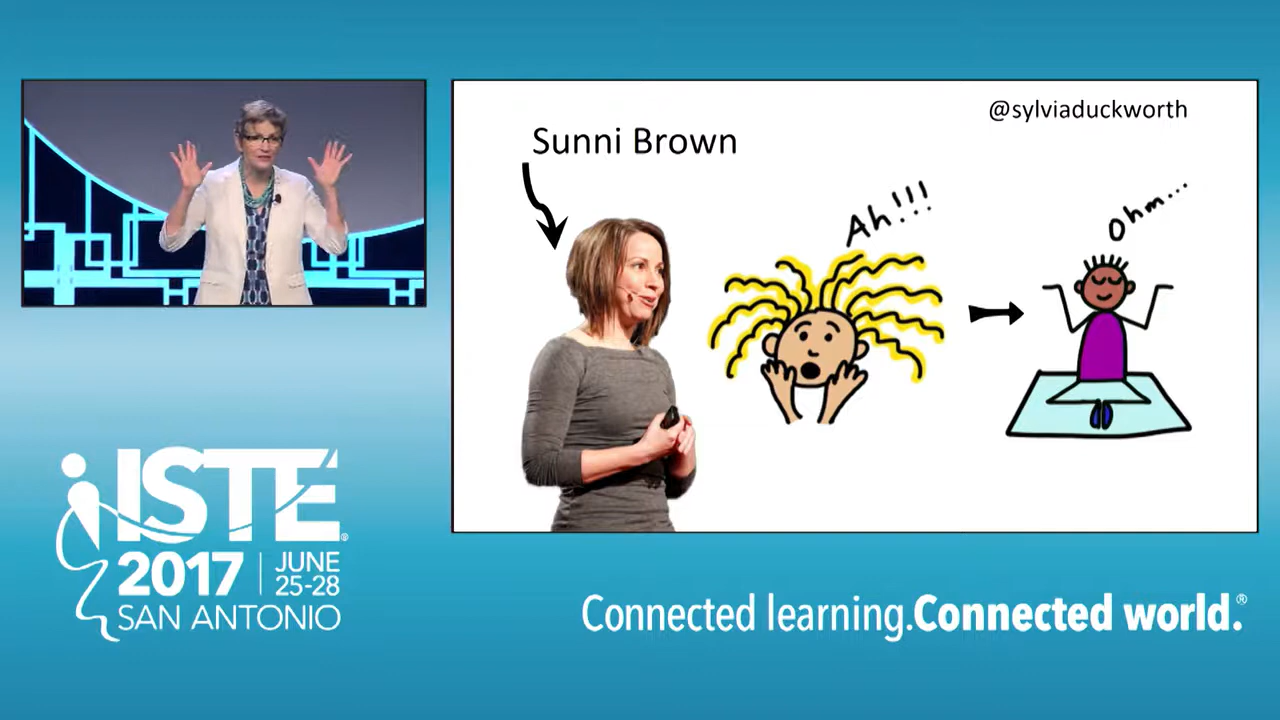 @sylviaduckworth
Sunni Brown
Ah!!!
Ohm...
ISTE®
2017 | JUNE
25-28
SAN ANTONIO
Connected learning.Connected world.®